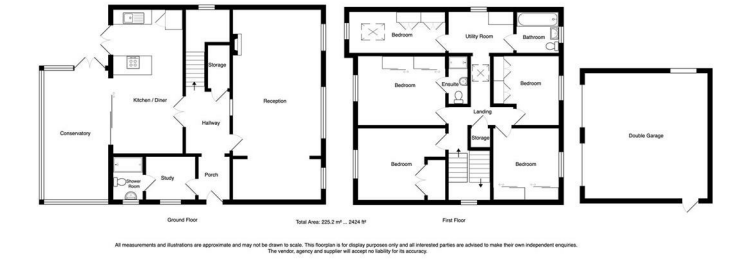 Kitchen / Diner
Conservatory
Storage
Hallway
Reception
Shower
Room
Study
Porch
Ground Floor
Bedroom
Utility Room
Bathroom
Bedroom
Ensuite
Bedroom
Landing
Storage
Bedroom
Bedroom
First Floor
Double Garage
Total Area: 225.2 m² ... 2424 ft²
All measurements and illustrations are approximate and may not be drawn to scale. This floorplan is for display purposes only and all interested parties are advised to make their own independent enquiries.
The vendor, agency and supplier will accept no liability for its accuracy.